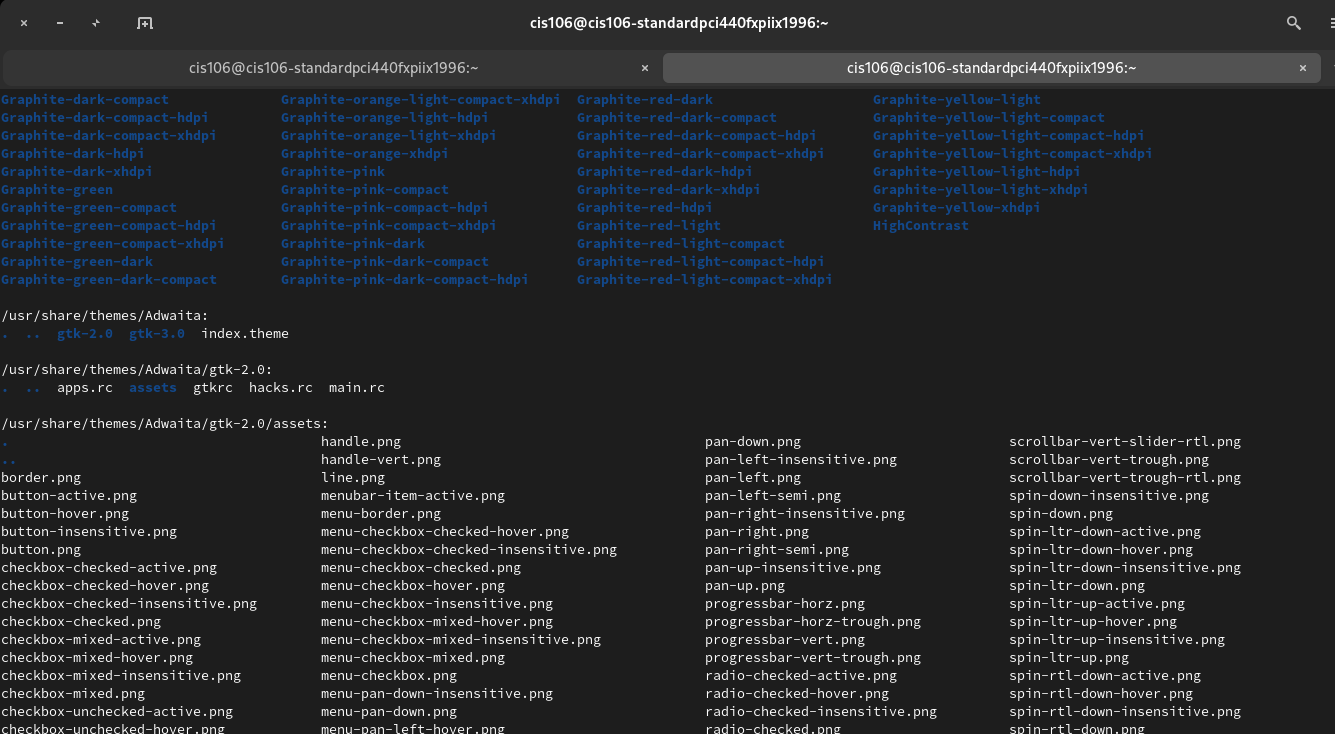 cis106@cis106-standardpci440fxpiix1996:~
cis106@cis106-standardpci440fxpiix1996:~ × cis106@cis106-standardpci440fxpiix1996:~ ×
Graphite-dark-compact Graphite-orange-light-compact-xhdpi Graphite-red-dark Graphite-yellow-light
Graphite-dark-compact-hdpi Graphite-orange-light-hdpi Graphite-red-dark-compact Graphite-yellow-light-compact
Graphite-dark-compact-xhdpi Graphite-orange-light-xhdpi Graphite-red-dark-compact-hdpi Graphite-yellow-light-compact-hdpi
Graphite-dark-hdpi Graphite-orange-xhdpi Graphite-red-dark-compact-xhdpi Graphite-yellow-light-compact-xhdpi
Graphite-dark-xhdpi Graphite-pink Graphite-red-dark-hdpi Graphite-yellow-light-hdpi
Graphite-green Graphite-pink-compact Graphite-red-dark-xhdpi Graphite-yellow-light-xhdpi
Graphite-green-compact Graphite-pink-compact-hdpi Graphite-red-hdpi Graphite-yellow-xhdpi
Graphite-green-compact-hdpi Graphite-pink-compact-xhdpi Graphite-red-light HighContrast
Graphite-green-compact-xhdpi Graphite-pink-dark Graphite-red-light-compact
Graphite-green-dark Graphite-pink-dark-compact Graphite-red-light-compact-hdpi
Graphite-green-dark-compact Graphite-pink-dark-compact-hdpi Graphite-red-light-compact-xhdpi
/usr/share/themes/Adwaita:
. .. gtk-2.0 gtk-3.0 index.theme
/usr/share/themes/Adwaita/gtk-2.0:
. .. apps.rc assets gtkrc hacks.rc main.rc
/usr/share/themes/Adwaita/gtk-2.0/assets:
. handle.png pan-down.png scrollbar-vert-slider-rtl.png
.. handle-vert.png pan-left-insensitive.png scrollbar-vert-trough.png
border.png line.png pan-left.png scrollbar-vert-trough-rtl.png
button-active.png menubar-item-active.png pan-left-semi.png spin-down-insensitive.png
button-hover.png menu-border.png pan-right-insensitive.png spin-down.png
button-insensitive.png menu-checkbox-checked-hover.png pan-right.png spin-ltr-down-active.png
button.png menu-checkbox-checked-insensitive.png pan-right-semi.png spin-ltr-down-hover.png
checkbox-checked-active.png menu-checkbox-checked.png pan-up-insensitive.png spin-ltr-down-insensitive.png
checkbox-checked-hover.png menu-checkbox-hover.png pan-up.png spin-ltr-down.png
checkbox-checked-insensitive.png menu-checkbox-insensitive.png progressbar-horz.png spin-ltr-up-active.png
checkbox-checked.png menu-checkbox-mixed-hover.png progressbar-horz-trough.png spin-ltr-up-hover.png
checkbox-mixed-active.png menu-checkbox-mixed-insensitive.png progressbar-vert.png spin-ltr-up-insensitive.png
checkbox-mixed-hover.png menu-checkbox-mixed.png progressbar-vert-trough.png spin-ltr-up.png
checkbox-mixed-insensitive.png menu-checkbox.png radio-checked-active.png spin-rtl-down-active.png
checkbox-mixed.png menu-pan-down-insensitive.png radio-checked-hover.png spin-rtl-down-hover.png
checkbox-unchecked-active.png menu-pan-down.png radio-checked-insensitive.png spin-rtl-down-insensitive.png
checkbox-unchecked-hover.png menu-pan-left-hover.png radio-checked.png spin-rtl-down.png